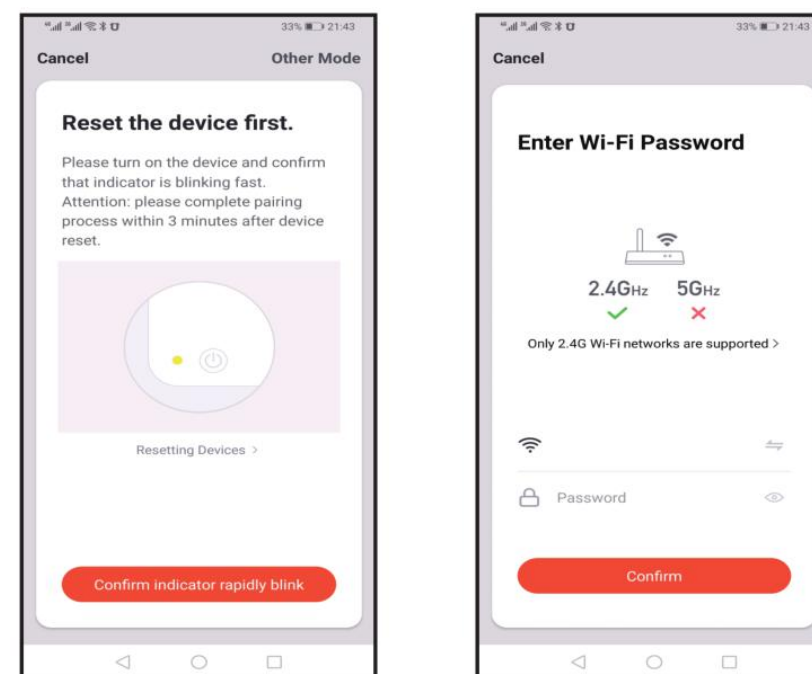 33% 21:43
Cancel Other Mode
Reset the device first.
Please turn on the device and confirm
that indicator is blinking fast.
Attention: please complete pairing
process within 3 minutes after device
reset.
Resetting Devices >
Confirm indicator rapidly blink
33% 21:43
Cancel
Enter Wi-Fi Password
2.4GHz 5GHz
Only 2.4G Wi-Fi networks are supported >
Password
Confirm